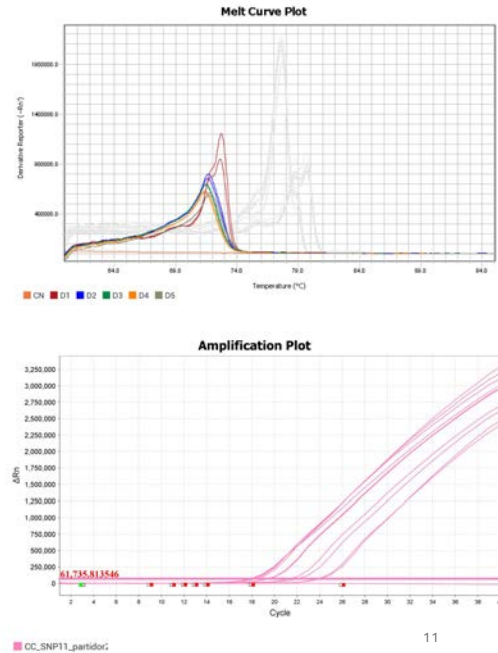 Melt Curve Plot
Derivative Reporter (-Rn')
1800000.0
1400000.0
800000.0
400000.0
64.0 69.0 74.0 79.0 84.0 89.0 94.0
Temperature (°C)
CN D1 D2 D3 D4 D5
Amplification Plot
ΔRn
3,250,000
3,000,000
2,750,000
2,500,000
2,250,000
2,000,000
1,750,000
1,500,000
1,250,000
1,000,000
750,000
500,000
250,000
61,735.813546
0
2 4 6 8 10 12 14 16 18 20 22 24 26 28 30 32 34 36 38
Cycle
11